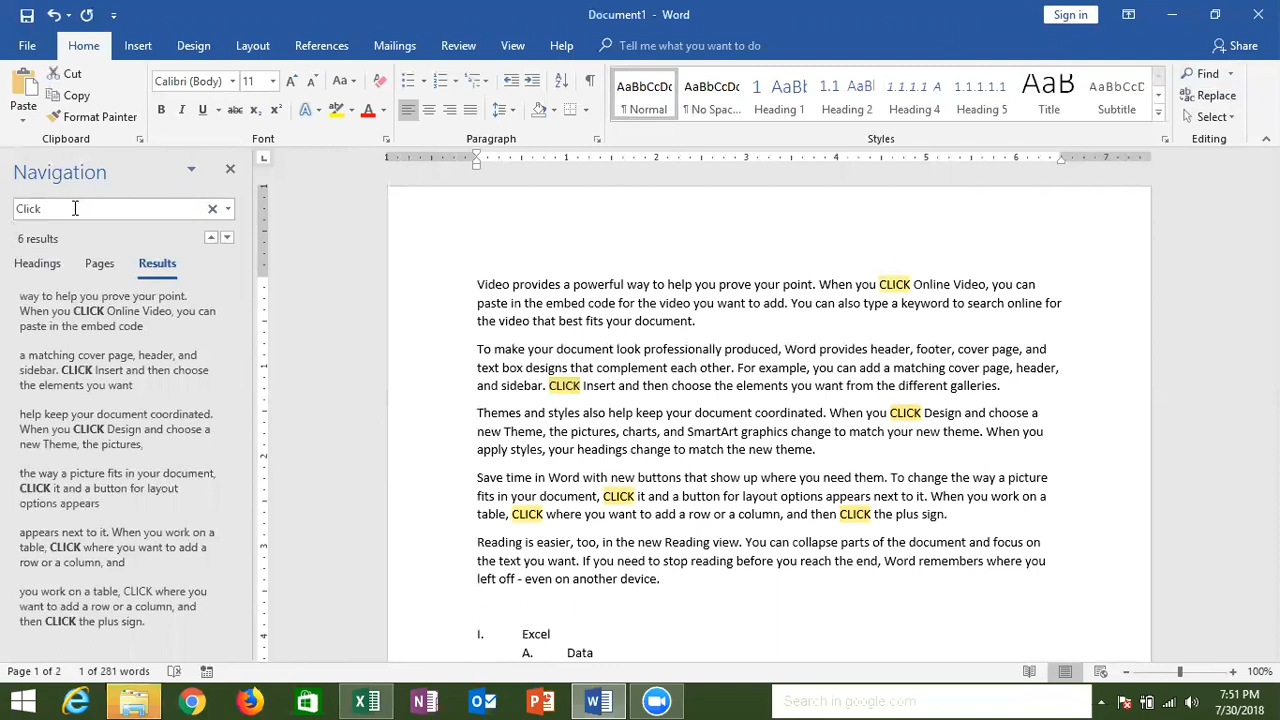 Document1 - Word
Sign in
File Home Insert Design Layout References Mailings Review View Help Tell me what you want to do Share
Paste
Cut
Copy
Format Painter
Calibri (Body) 11 Aa
B I U abc x₂ x² A A
AaBbCcDc AaBbCcDc 1 AaBb 1.1 AaBb 1.1.1.1 A 1.1.1.1.1 AaB AaBbCcD
¶ Normal ¶ No Spac... Heading 1 Heading 2 Heading 4 Heading 5 Title Subtitle
Find
Replace
Select
Clipboard Font Paragraph Styles Editing
Navigation
Click
6 results
Headings Pages Results
way to help you prove your point.
When you CLICK Online Video, you can
paste in the embed code
a matching cover page, header, and
sidebar. CLICK Insert and then choose
the elements you want
help keep your document coordinated.
When you CLICK Design and choose a
new Theme, the pictures,
the way a picture fits in your document,
CLICK it and a button for layout
options appears
appears next to it. When you work on a
table, CLICK where you want to add a
row or a column, and
you work on a table, CLICK where you
want to add a row or a column, and
then CLICK the plus sign.
1 1 2 3 4 5 6 7
1
1
2
3
4
Video provides a powerful way to help you prove your point. When you CLICK Online Video, you can
paste in the embed code for the video you want to add. You can also type a keyword to search online for
the video that best fits your document.
To make your document look professionally produced, Word provides header, footer, cover page, and
text box designs that complement each other. For example, you can add a matching cover page, header,
and sidebar. CLICK Insert and then choose the elements you want from the different galleries.
Themes and styles also help keep your document coordinated. When you CLICK Design and choose a
new Theme, the pictures, charts, and SmartArt graphics change to match your new theme. When you
apply styles, your headings change to match the new theme.
Save time in Word with new buttons that show up where you need them. To change the way a picture
fits in your document, CLICK it and a button for layout options appears next to it. When you work on a
table, CLICK where you want to add a row or a column, and then CLICK the plus sign.
Reading is easier, too, in the new Reading view. You can collapse parts of the document and focus on
the text you want. If you need to stop reading before you reach the end, Word remembers where you
left off - even on another device.
I. Excel
A. Data
Page 1 of 2 1 of 281 words 100%
Search in google.com
7:51 PM
7/30/2018